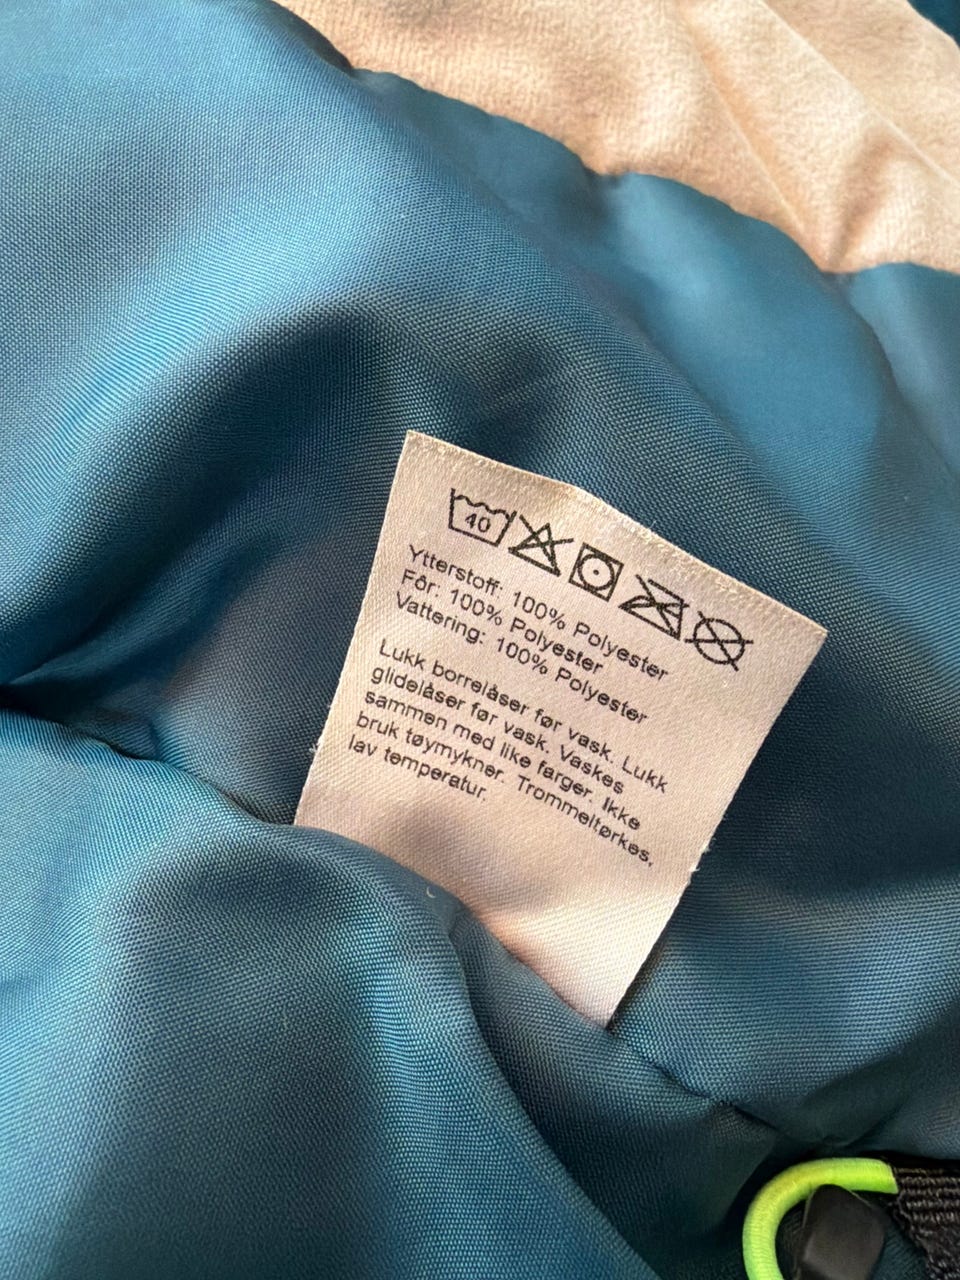 40
Ytterstoff: 100% Polyester
Fôr: 100% Polyester
Vattering: 100% Polyester
Lukk borrelåser før vask. Lukk
glidelåser før vask. Vaskes
sammen med like farger. Ikke
bruk tøymykner. Trommeltørkes,
lav temperatur.